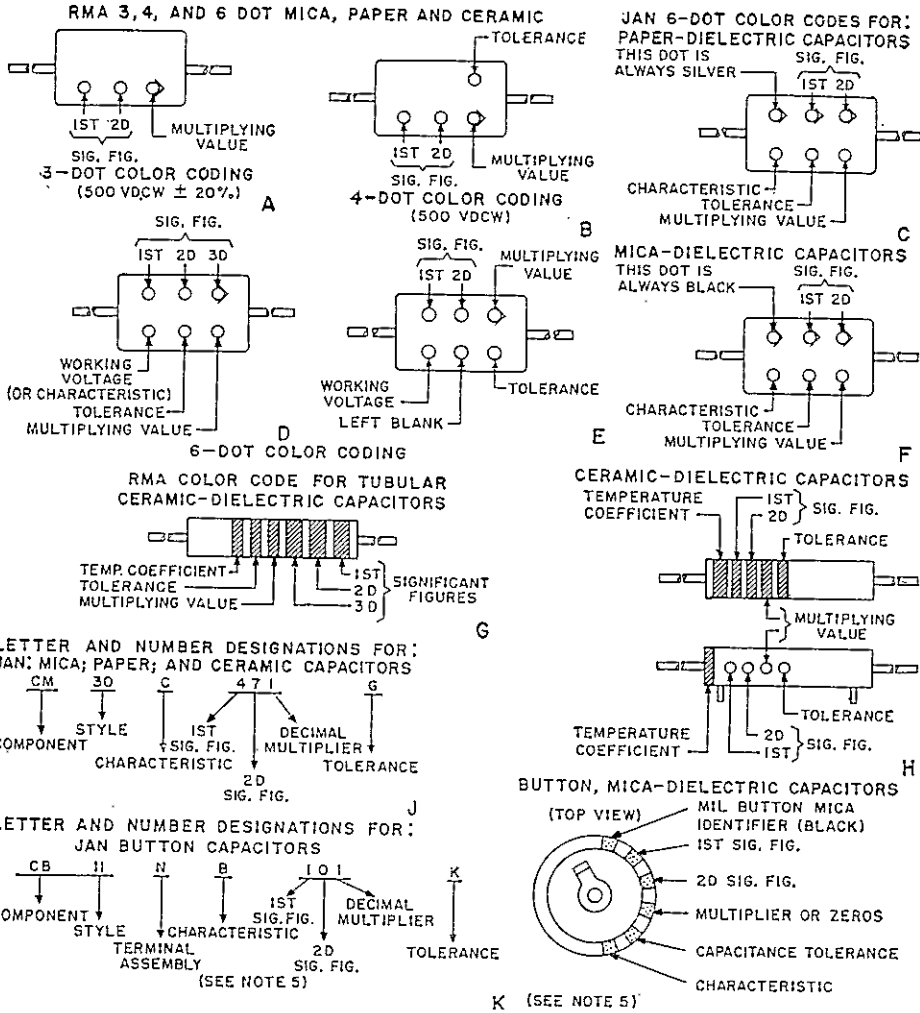 RMA 3,4, AND 6 DOT MICA, PAPER AND CERAMIC
1ST 2D
SIG. FIG.
MULTIPLYING
VALUE
3-DOT COLOR CODING
(500 VDCW ± 20%)
A
TOLERANCE
1ST 2D
SIG. FIG.
MULTIPLYING
VALUE
4-DOT COLOR CODING
(500 VDCW)
B
JAN 6-DOT COLOR CODES FOR:
PAPER-DIELECTRIC CAPACITORS
THIS DOT IS
ALWAYS SILVER
SIG. FIG.
1ST 2D
CHARACTERISTIC
TOLERANCE
MULTIPLYING VALUE
C
SIG. FIG.
1ST 2D 3D
WORKING
VOLTAGE
(OR CHARACTERISTIC)
TOLERANCE
MULTIPLYING VALUE
D
6-DOT COLOR CODING
SIG. FIG.
1ST 2D
MULTIPLYING
VALUE
WORKING
VOLTAGE
LEFT BLANK
TOLERANCE
E
MICA-DIELECTRIC CAPACITORS
THIS DOT IS
ALWAYS BLACK
SIG. FIG.
1ST 2D
CHARACTERISTIC
TOLERANCE
MULTIPLYING VALUE
F
RMA COLOR CODE FOR TUBULAR
CERAMIC-DIELECTRIC CAPACITORS
TEMP. COEFFICIENT
TOLERANCE
MULTIPLYING VALUE
1ST
2D
3D
SIGNIFICANT
FIGURES
G
CERAMIC-DIELECTRIC CAPACITORS
TEMPERATURE
COEFFICIENT
1ST
2D
SIG. FIG.
TOLERANCE
MULTIPLYING
VALUE
TOLERANCE
TEMPERATURE
COEFFICIENT
2D
1ST
SIG. FIG.
H
LETTER AND NUMBER DESIGNATIONS FOR:
JAN: MICA; PAPER; AND CERAMIC CAPACITORS
CM 30 C 471 G
COMPONENT
STYLE
CHARACTERISTIC
1ST
SIG. FIG.
2D
SIG. FIG.
DECIMAL
MULTIPLIER
TOLERANCE
J
LETTER AND NUMBER DESIGNATIONS FOR:
JAN BUTTON CAPACITORS
CB 11 N B 101 K
COMPONENT
STYLE
TERMINAL
ASSEMBLY
CHARACTERISTIC
1ST
SIG. FIG.
2D
SIG. FIG.
DECIMAL
MULTIPLIER
TOLERANCE
(SEE NOTE 5)
BUTTON, MICA-DIELECTRIC CAPACITORS
(TOP VIEW)
MIL BUTTON MICA
IDENTIFIER (BLACK)
1ST SIG. FIG.
2D SIG. FIG.
MULTIPLIER OR ZEROS
CAPACITANCE TOLERANCE
CHARACTERISTIC
K (SEE NOTE 5)